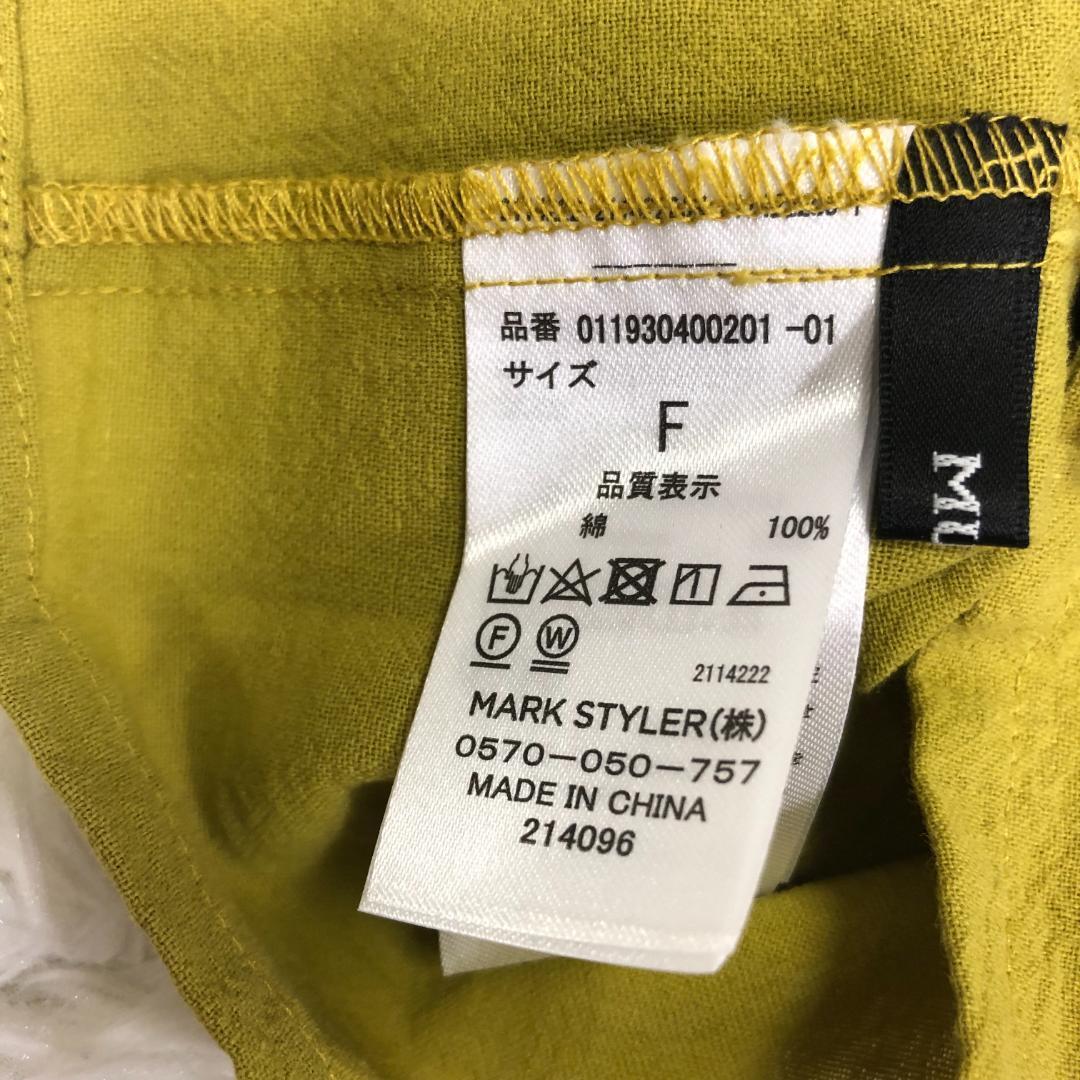 品番 011930400201 -01
サイズ
F
品質表示
綿 100%
F W
2114222
MARK STYLER(株)
0570-050-757
MADE IN CHINA
214096